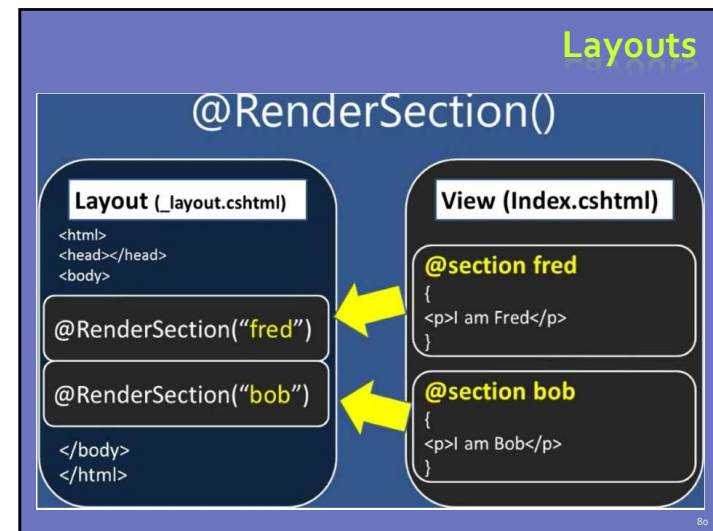 Layouts
@RenderSection()
Layout (_layout.cshtml)
<html>
<head></head>
<body>
@RenderSection(“fred”)
@RenderSection(“bob”)
</body>
</html>
View (Index.cshtml)
@section fred
{
<p>I am Fred</p>
}
@section bob
{
<p>I am Bob</p>
}
80